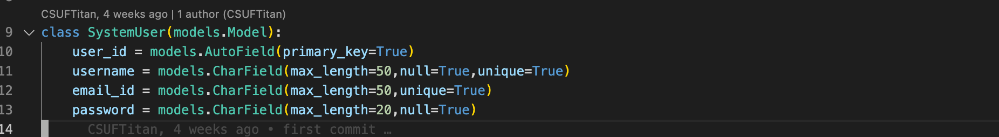 CSUFTitan, 4 weeks ago | 1 author (CSUFTitan)
9 class SystemUser(models.Model):
10 user_id = models.AutoField(primary_key=True)
11 username = models.CharField(max_length=50,null=True,unique=True)
12 email_id = models.CharField(max_length=50,unique=True)
13 password = models.CharField(max_length=20,null=True)
14 CSUFTitan, 4 weeks ago • first commit …